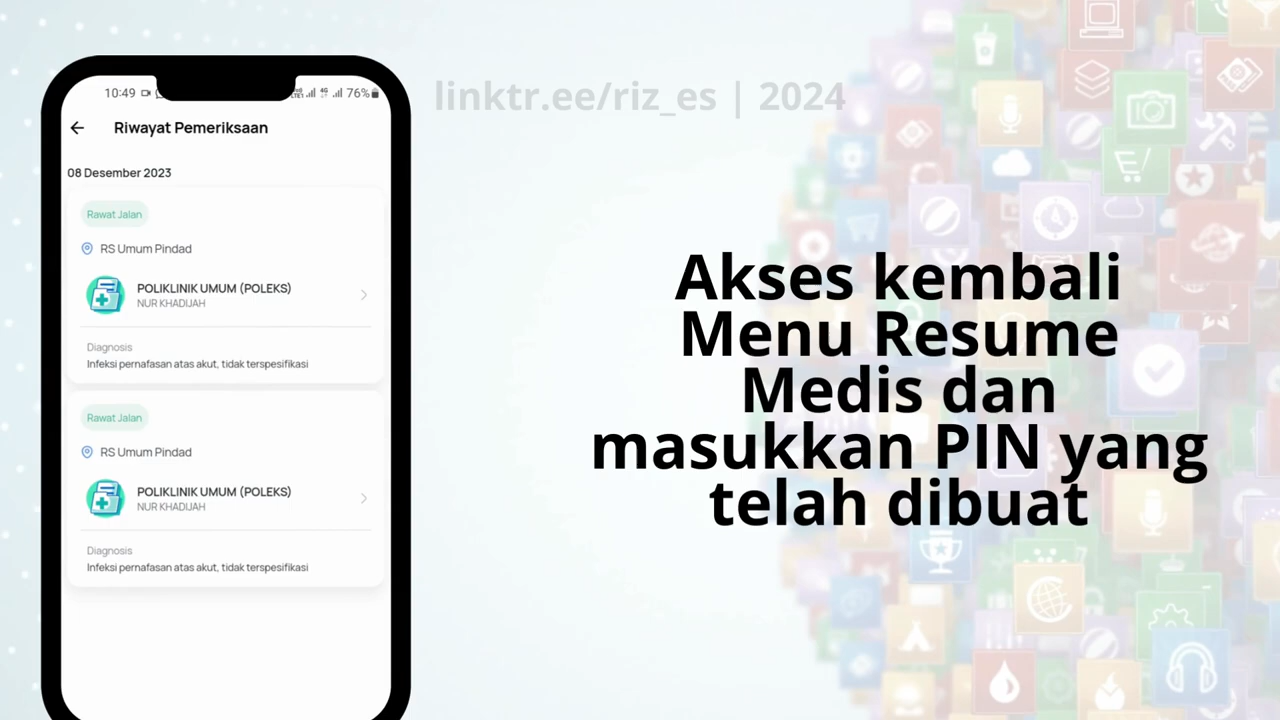 linktr.ee/riz_es | 2024
10:49
76%
Riwayat Pemeriksaan
08 Desember 2023
Rawat Jalan
RS Umum Pindad
POLIKLINIK UMUM (POLEKS)
NUR KHADIJAH
Diagnosis
Infeksi pernafasan atas akut, tidak terspesifikasi
Rawat Jalan
RS Umum Pindad
POLIKLINIK UMUM (POLEKS)
NUR KHADIJAH
Diagnosis
Infeksi pernafasan atas akut, tidak terspesifikasi
Akses kembali
Menu Resume
Medis dan
masukkan PIN yang
telah dibuat